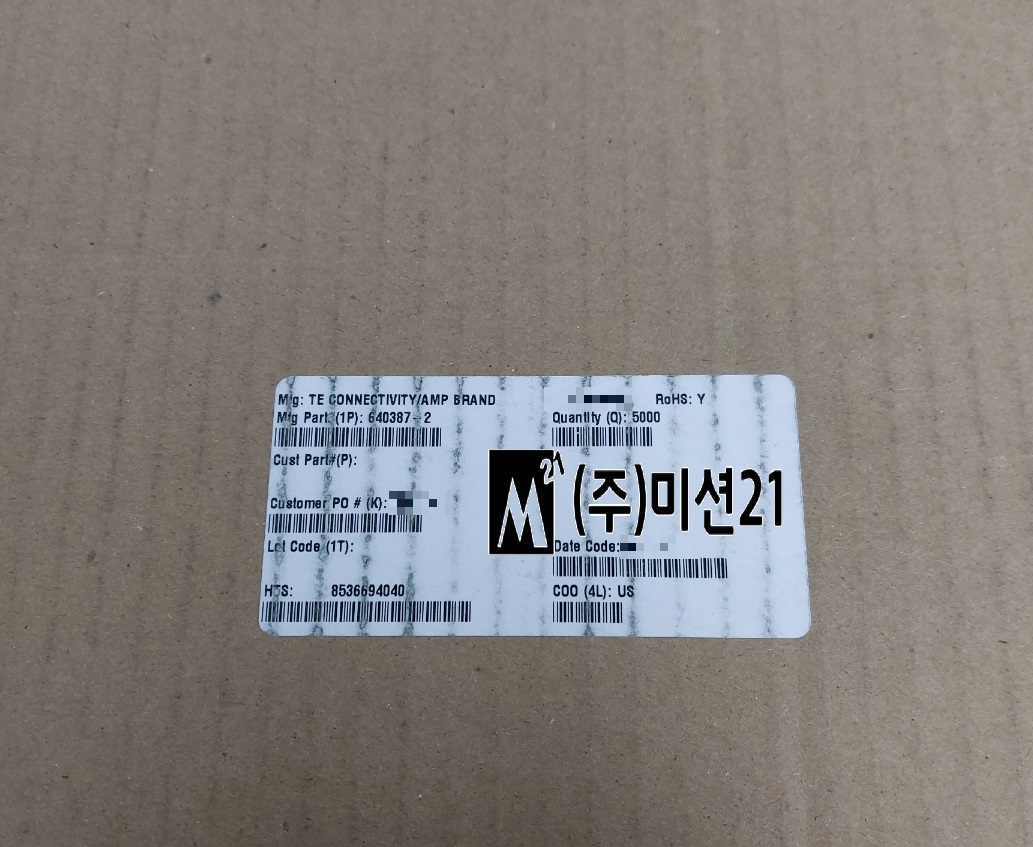 Mfg: TE CONNECTIVITY/AMP BRAND
RoHS: Y
Mfg Part (1P): 640387-2
Quantity (Q): 5000
Cust Part#(P):
21
M
(주)미션21
Customer PO # (K):
Lot Code (1T):
Date Code:
HTS: 8536694040
COO (4L): US